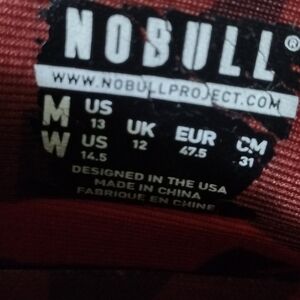 NOBULL®
WWW.NOBULLPROJECT.COM
M US 13 UK 12 EUR 47.5 CM 31
W US 14.5
DESIGNED IN THE USA
MADE IN CHINA
FABRIQUE EN CHINE